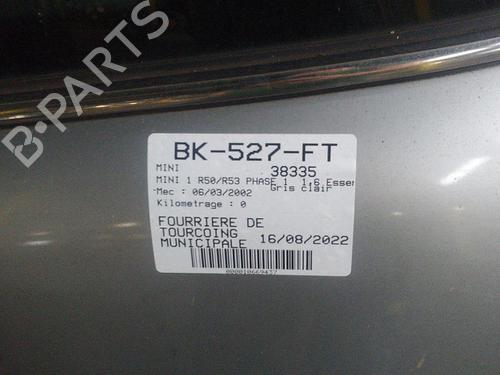 B-PARTS
BK-527-FT
MINI 38335
MINI 1 R50/R53 PHASE 1 1.6 Essen
Gris clair
Mec : 06/03/2002
Kilometrage : 0
FOURRIERE DE
TOURCOING
MUNICIPALE 16/08/2022
000010669437